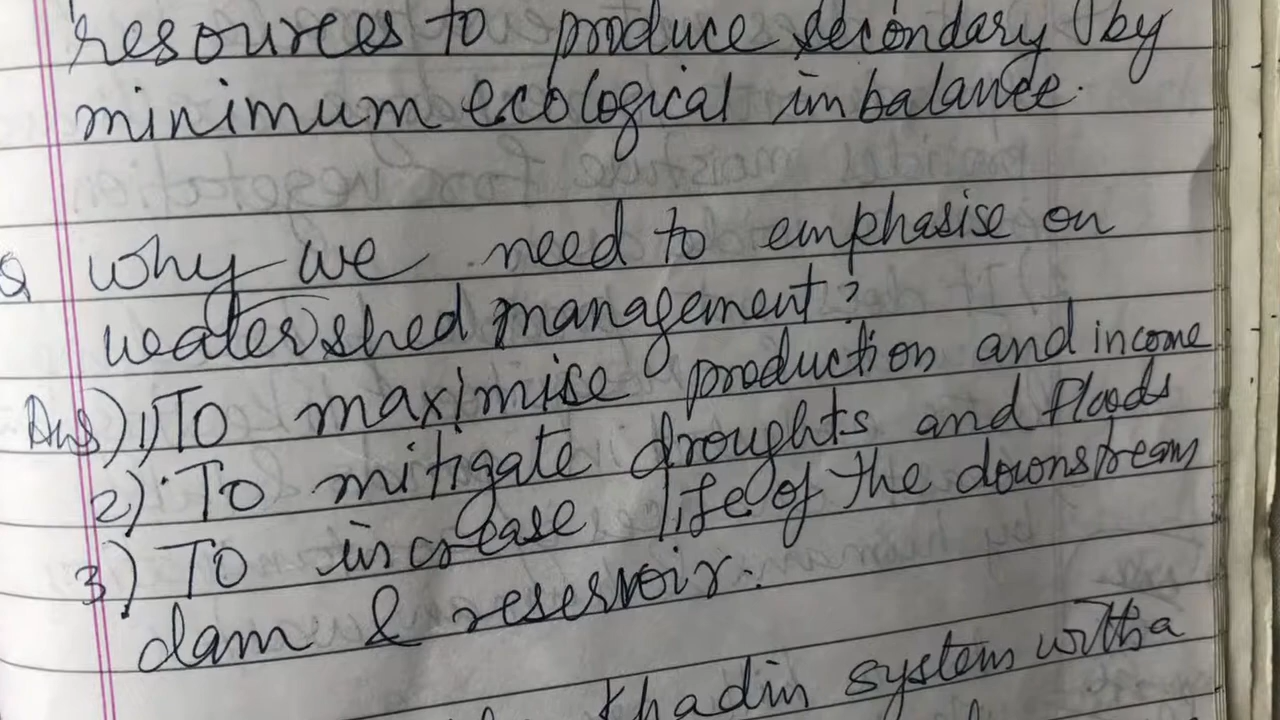 resources to produce secondary by
minimum ecological imbalance.
Q why we need to emphasise on
watershed management?
Ans) 1) To maximise production and income
2) To mitigate droughts and floods
3) To increase life of the downstream
dam & reservoir.
khadin system with a